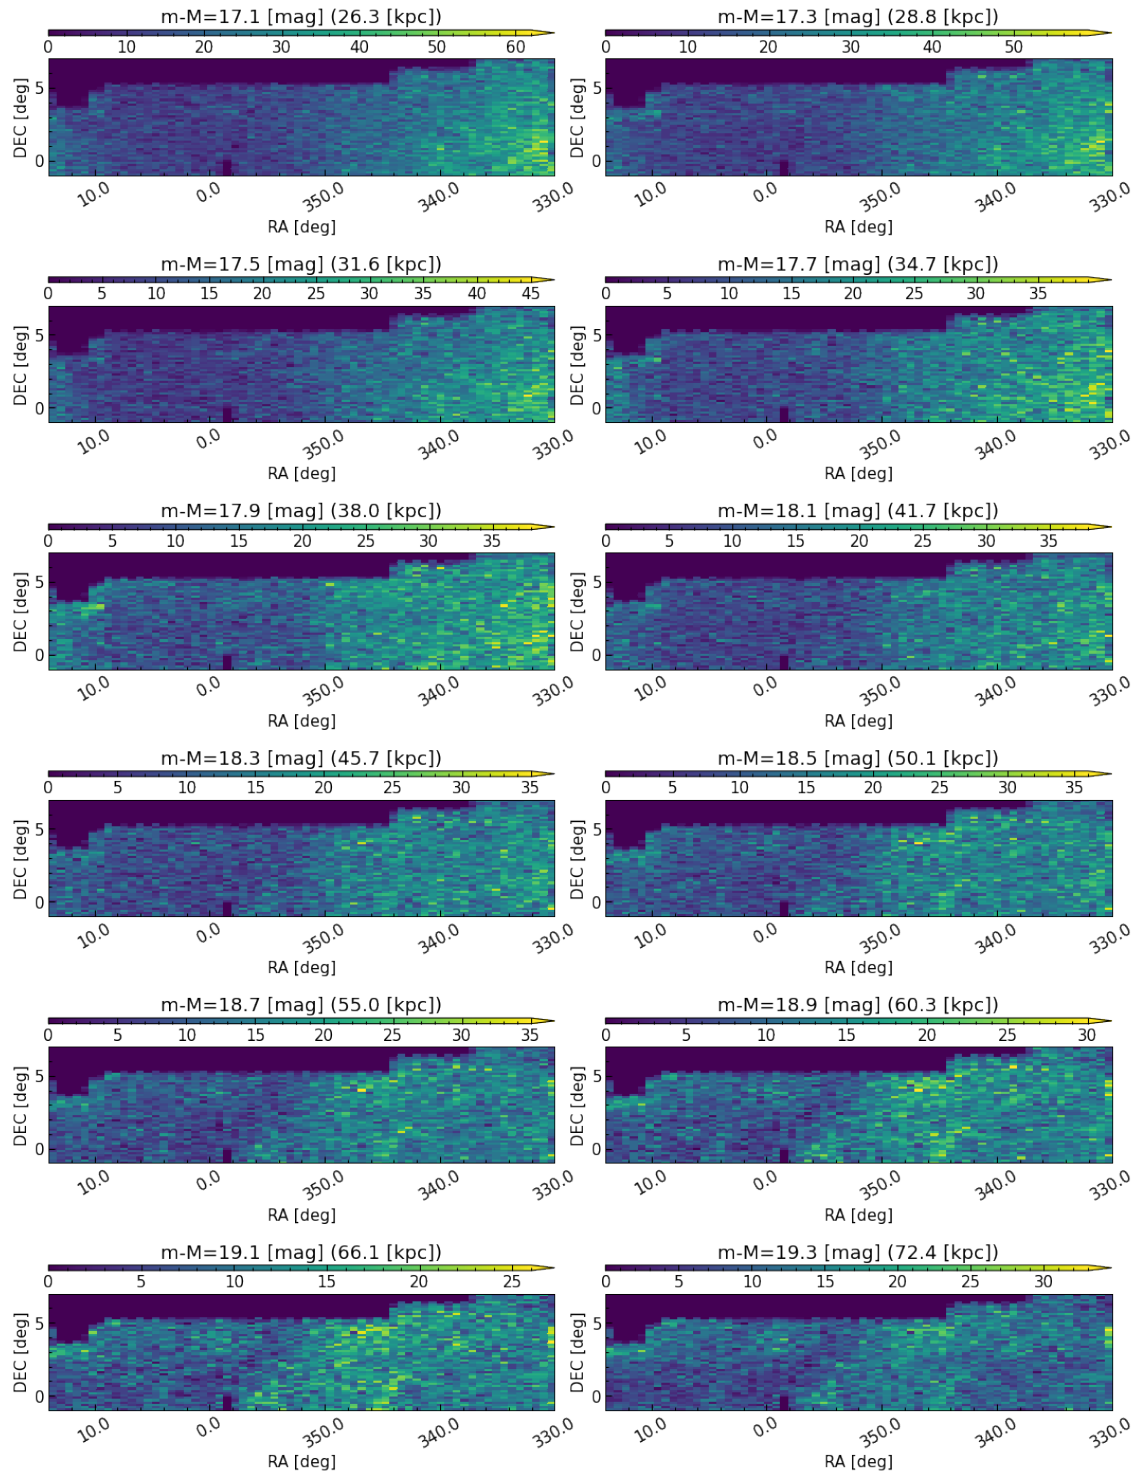 m-M=17.1 [mag] (26.3 [kpc]) m-M=17.3 [mag] (28.8 [kpc])
0 10 20 30 40 50 60 0 10 20 30 40 50
DEC [deg] 5 0 DEC [deg] 5 0
10.0 0.0 350.0 340.0 330.0 10.0 0.0 350.0 340.0 330.0
RA [deg] RA [deg]
m-M=17.5 [mag] (31.6 [kpc]) m-M=17.7 [mag] (34.7 [kpc])
0 5 10 15 20 25 30 35 40 45 0 5 10 15 20 25 30 35
DEC [deg] 5 0 DEC [deg] 5 0
10.0 0.0 350.0 340.0 330.0 10.0 0.0 350.0 340.0 330.0
RA [deg] RA [deg]
m-M=17.9 [mag] (38.0 [kpc]) m-M=18.1 [mag] (41.7 [kpc])
0 5 10 15 20 25 30 35 0 5 10 15 20 25 30 35
DEC [deg] 5 0 DEC [deg] 5 0
10.0 0.0 350.0 340.0 330.0 10.0 0.0 350.0 340.0 330.0
RA [deg] RA [deg]
m-M=18.3 [mag] (45.7 [kpc]) m-M=18.5 [mag] (50.1 [kpc])
0 5 10 15 20 25 30 35 0 5 10 15 20 25 30 35
DEC [deg] 5 0 DEC [deg] 5 0
10.0 0.0 350.0 340.0 330.0 10.0 0.0 350.0 340.0 330.0
RA [deg] RA [deg]
m-M=18.7 [mag] (55.0 [kpc]) m-M=18.9 [mag] (60.3 [kpc])
0 5 10 15 20 25 30 35 0 5 10 15 20 25 30
DEC [deg] 5 0 DEC [deg] 5 0
10.0 0.0 350.0 340.0 330.0 10.0 0.0 350.0 340.0 330.0
RA [deg] RA [deg]
m-M=19.1 [mag] (66.1 [kpc]) m-M=19.3 [mag] (72.4 [kpc])
0 5 10 15 20 25 0 5 10 15 20 25 30
DEC [deg] 5 0 DEC [deg] 5 0
10.0 0.0 350.0 340.0 330.0 10.0 0.0 350.0 340.0 330.0
RA [deg] RA [deg]